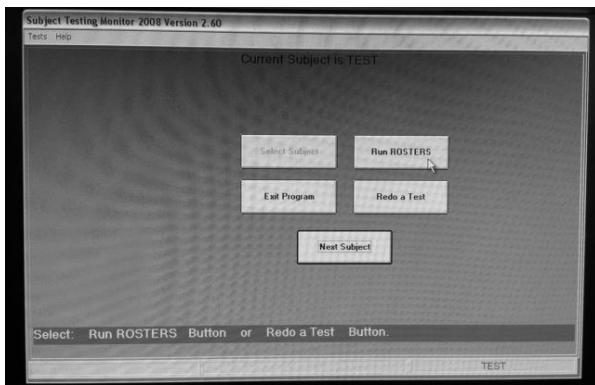 Subject Testing Monitor 2008 Version 2.60
Tests Help
Current Subject is TEST
Select Subject Run ROSTERS
Exit Program Redo a Test
Next Subject
Select: Run ROSTERS Button or Redo a Test Button.
TEST